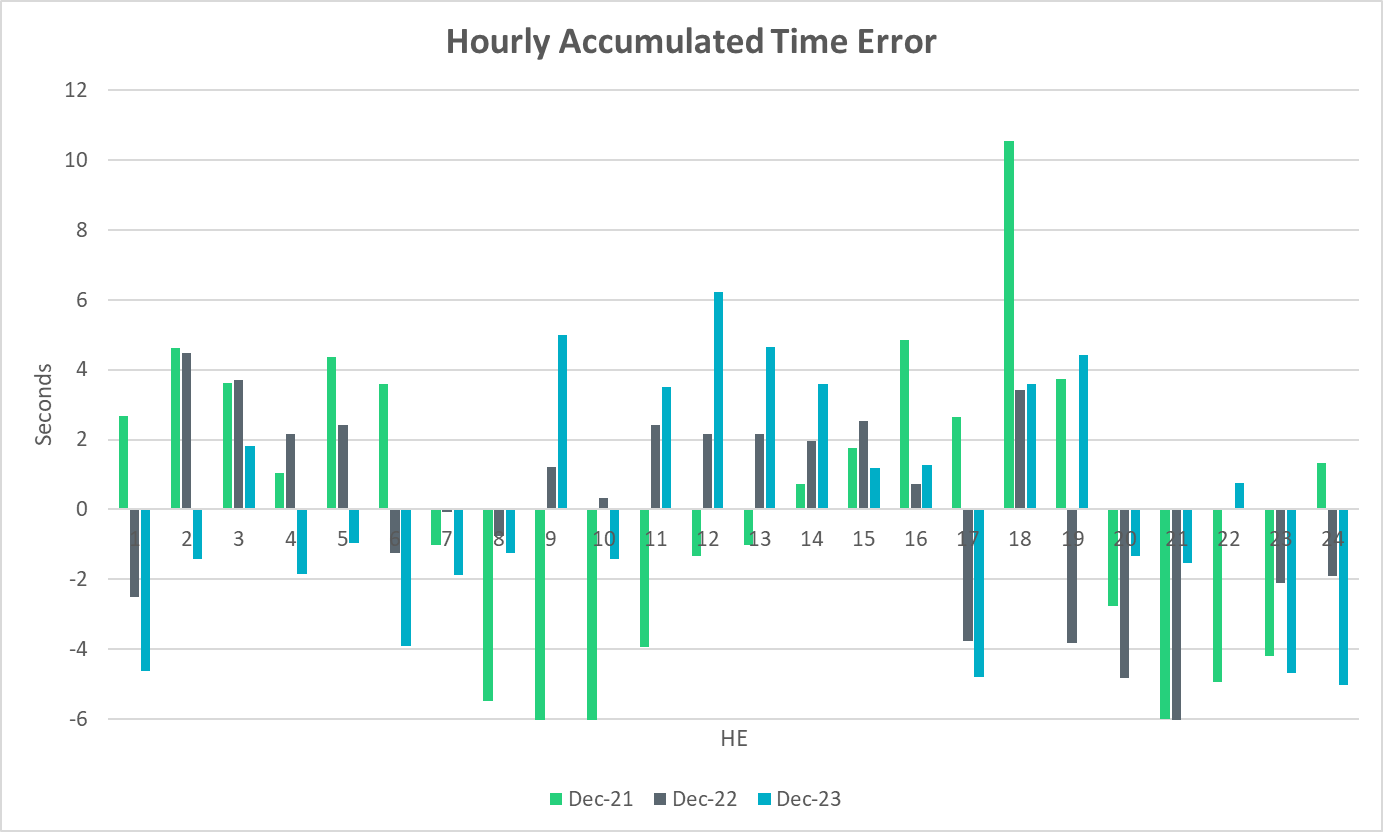 Hourly Accumulated Time Error
12
10
8
6
4
2
0
-2
-4
-6
Seconds
1 2 3 4 5 6 7 8 9 10 11 12 13 14 15 16 17 18 19 20 21 22 23 24
HE
Dec-21 Dec-22 Dec-23